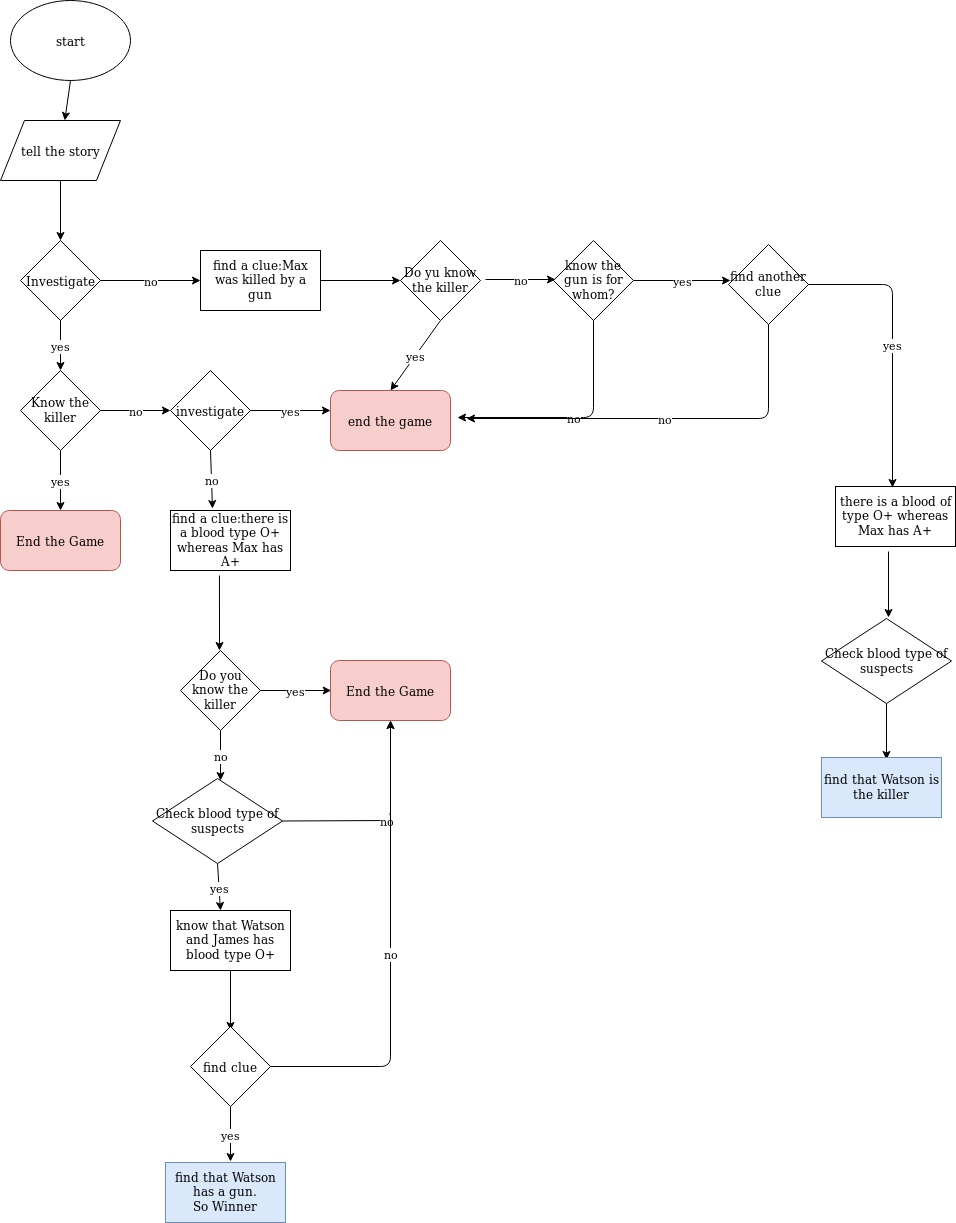 start
tell the story
Investigate
no
find a clue:Max
was killed by a
gun
Do yu know
the killer
no
know the
gun is for
whom?
yes
find another
clue
yes
yes
Know the
killer
no
investigate
yes
yes
end the game
no
no
yes
End the Game
no
find a clue:there is
a blood type O+
whereas Max has
A+
there is a blood of
type O+ whereas
Max has A+
Check blood type of
suspects
find that Watson is
the killer
Do you
know the
killer
yes
End the Game
no
Check blood type of
suspects
no
yes
know that Watson
and James has
blood type O+
no
find clue
yes
find that Watson
has a gun.
So Winner